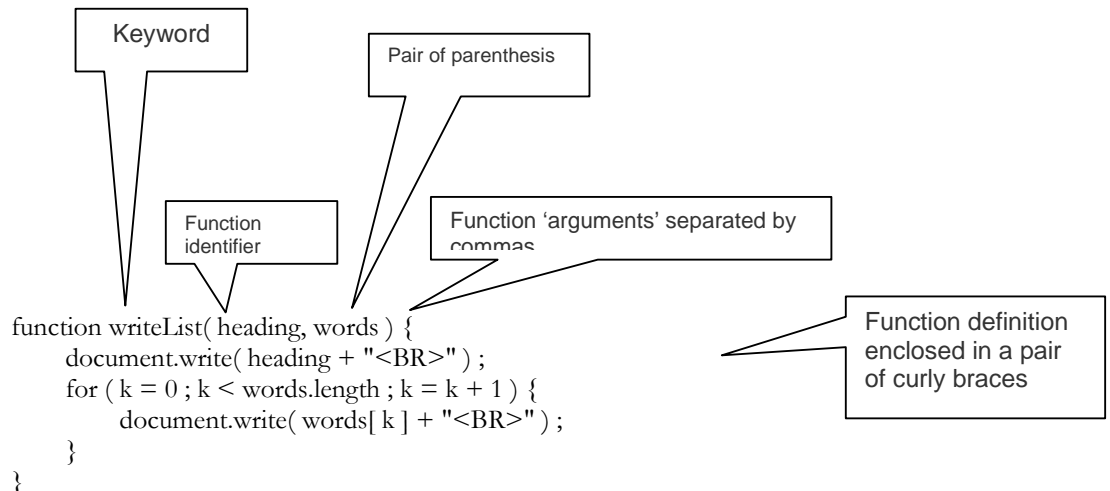 Keyword
Pair of parenthesis
Function
identifier
Function ‘arguments’ separated by
commas
Function definition
enclosed in a pair
of curly braces
function writeList( heading, words ) {
document.write( heading + "<BR>" ) ;
for ( k = 0 ; k < words.length ; k = k + 1 ) {
document.write( words[ k ] + "<BR>" ) ;
}
}